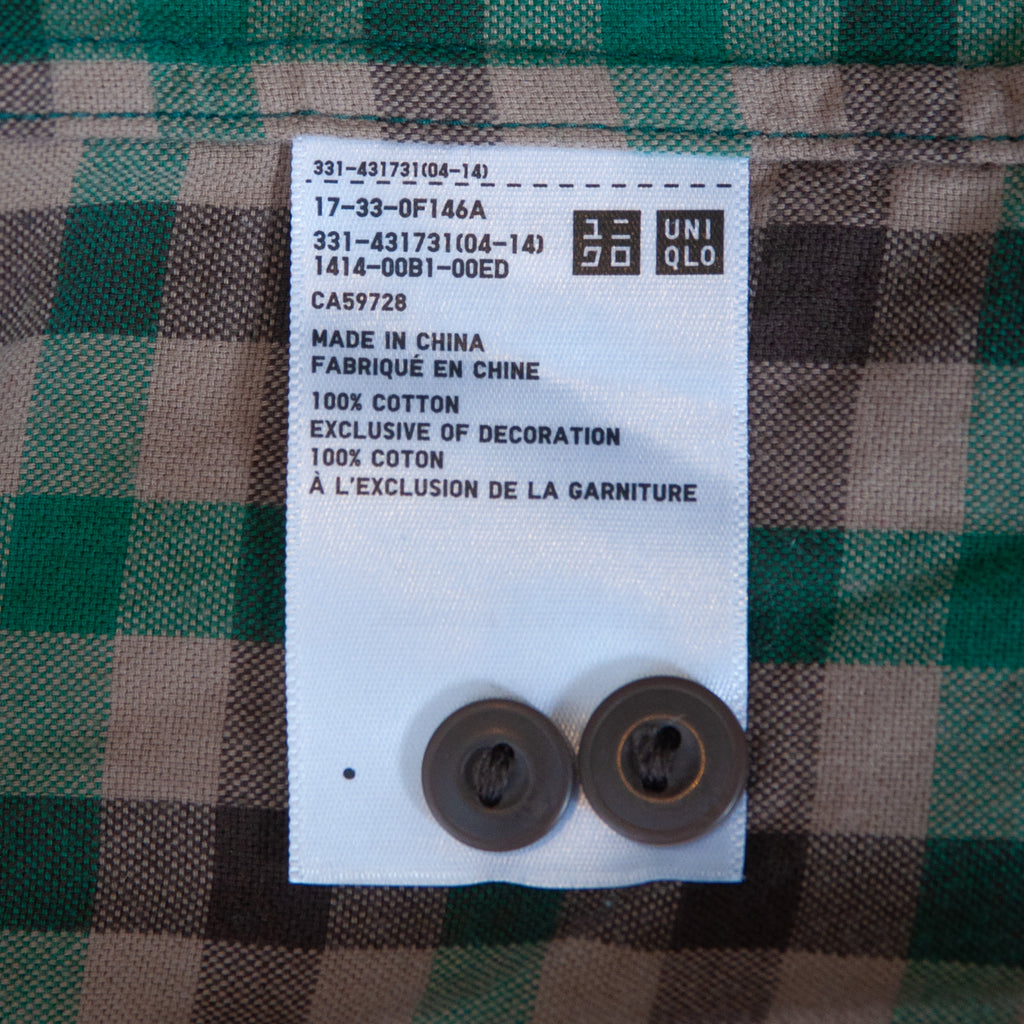 331-431731(04-14)
17-33-0F146A
331-431731(04-14)
1414-00B1-00ED
ユニ
クロ
UNI
QLO
CA59728
MADE IN CHINA
FABRIQUÉ EN CHINE
100% COTTON
EXCLUSIVE OF DECORATION
100% COTON
À L'EXCLUSION DE LA GARNITURE